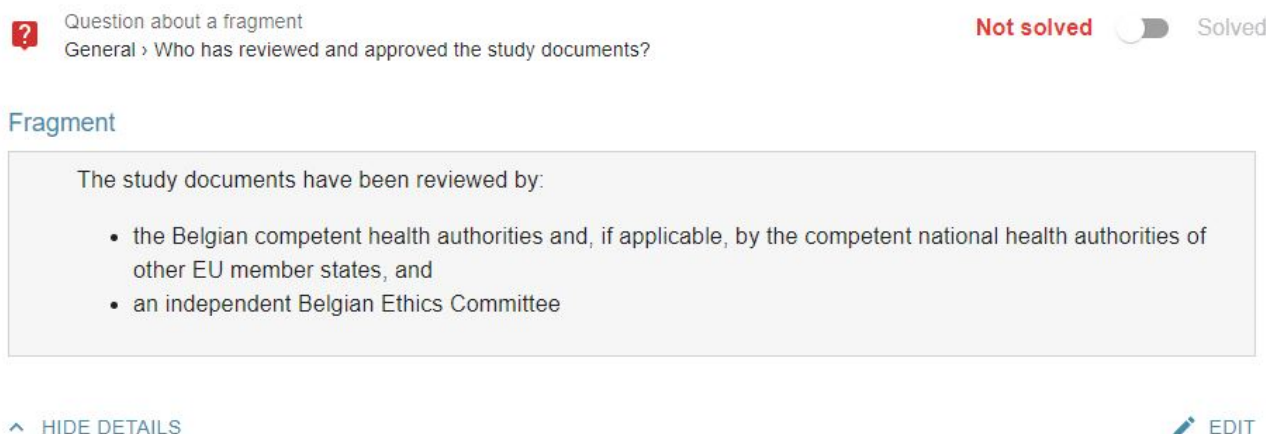 Question about a fragment
General › Who has reviewed and approved the study documents?
Not solved Solved
Fragment
The study documents have been reviewed by:
• the Belgian competent health authorities and, if applicable, by the competent national health authorities of
other EU member states, and
• an independent Belgian Ethics Committee
HIDE DETAILS
EDIT